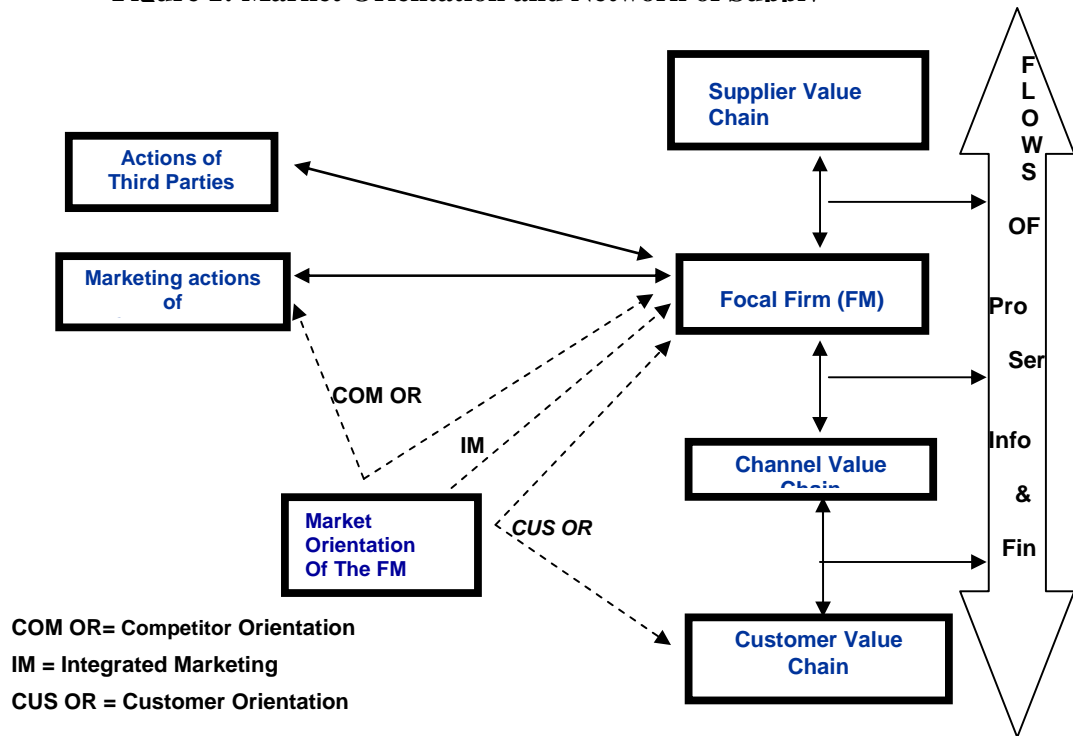 Supplier Value
Chain
Actions of
Third Parties
Marketing actions
of
Focal Firm (FM)
COM OR
IM
Channel Value
Chain
Market
Orientation
Of The FM
CUS OR
Customer Value
Chain
COM OR= Competitor Orientation
IM = Integrated Marketing
CUS OR = Customer Orientation
F
L
O
W
S
OF
Pro
Ser
Info
&
Fin